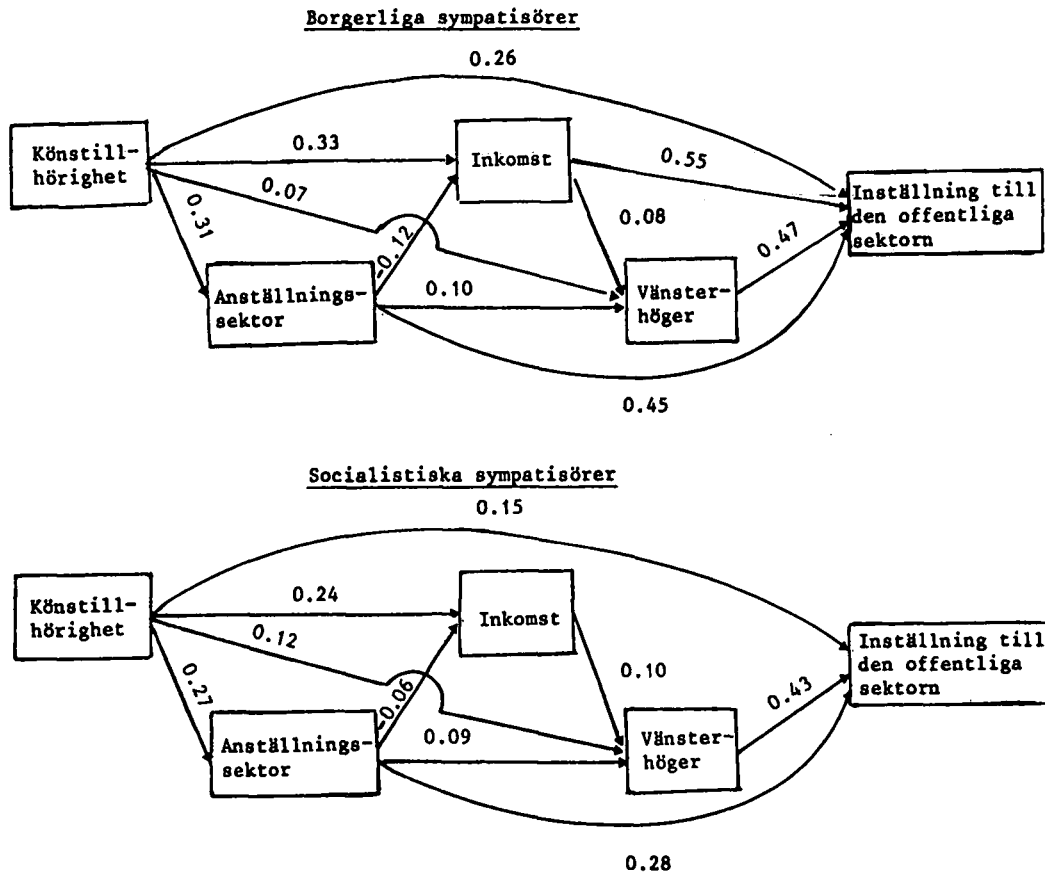 Borgerliga sympatisörer
0.26
Könstill-
hörighet
0.33
Inkomst
0.55
0.07
Inställning till
den offentliga
sektorn
0.31
-0.12
0.08
0.47
Anställnings-
sektor
0.10
Vänster-
höger
0.45
Socialistiska sympatisörer
0.15
Könstill-
hörighet
0.24
Inkomst
0.12
Inställning till
den offentliga
sektorn
0.27
-0.06
0.10
0.43
Anställnings-
sektor
0.09
Vänster-
höger
0.28